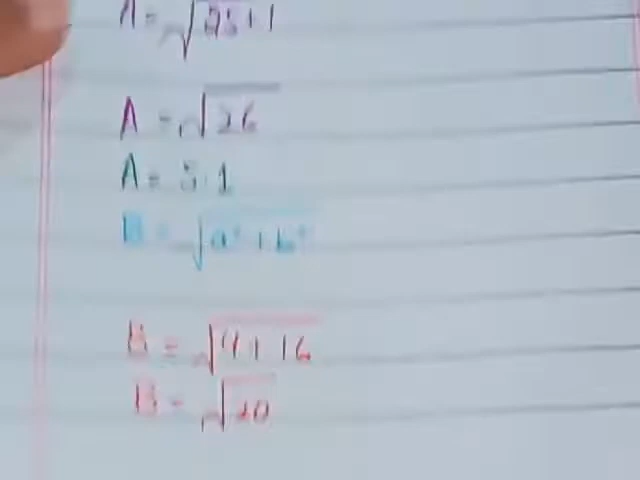 A = √25+1
A = √26
A = 5.1
B = √a²+b²
B = √4+16
B = √20